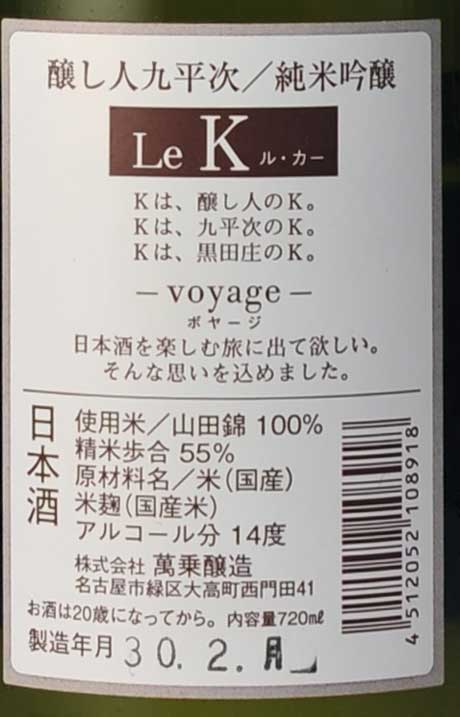 醸し人九平次／純米吟醸
Le K ル・カー
Kは、醸し人のK。
Kは、九平次のK。
Kは、黒田庄のK。
— voyage —
ボヤージ
日本酒を楽しむ旅に出て欲しい。
そんな思いを込めました。
日本酒
使用米／山田錦 100%
精米歩合 55%
原材料名／米(国産)
米麹(国産米)
アルコール分 14度
株式会社 萬乗醸造
名古屋市緑区大高町西門田41
お酒は20歳になってから。内容量720㎖
製造年月 30. 2. 月
4 512052 108918